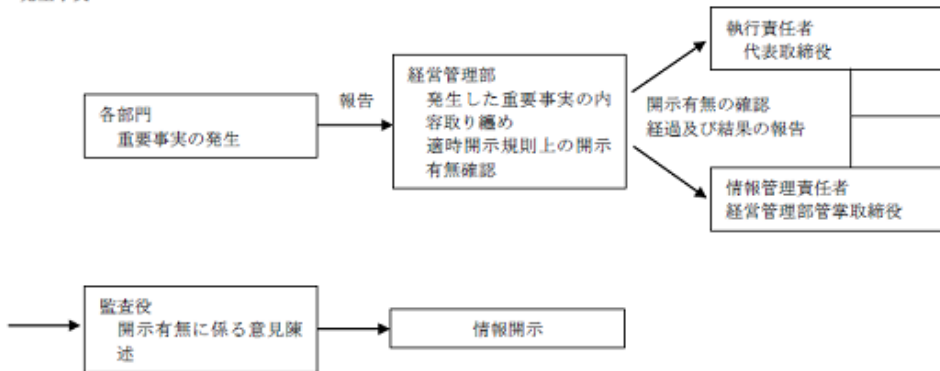 執行責任者
代表取締役
経営管理部
発生した重要事実の内
容取り纏め
適時開示規則上の開示
有無確認
報告
各部門
重要事実の発生
開示有無の確認
経過及び結果の報告
情報管理責任者
経営管理部管掌取締役
監査役
開示有無に係る意見陳
述
情報開示